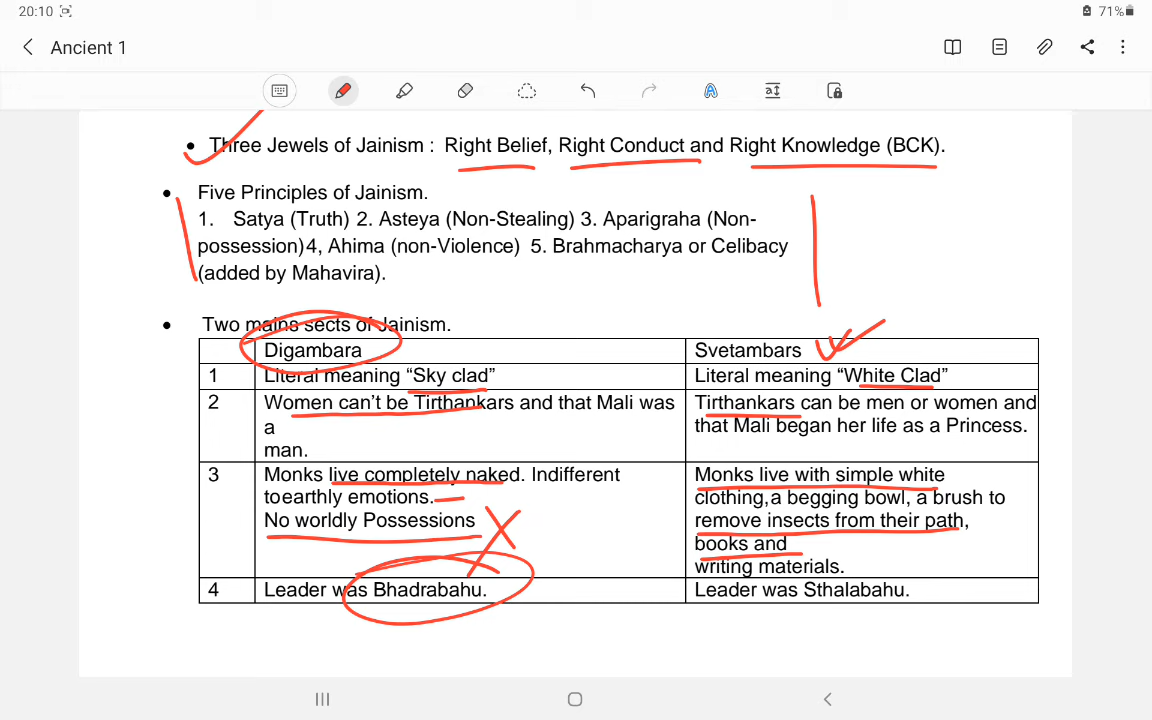 20:10 71%
Ancient 1
Three Jewels of Jainism : Right Belief, Right Conduct and Right Knowledge (BCK).
Five Principles of Jainism.
1. Satya (Truth) 2. Asteya (Non-Stealing) 3. Aparigraha (Non-
possession)4, Ahima (non-Violence) 5. Brahmacharya or Celibacy
(added by Mahavira).
Two mains sects of Jainism.
Digambara Svetambars
1 Literal meaning “Sky clad” Literal meaning “White Clad”
2 Women can’t be Tirthankars and that Mali was
a
man.
Tirthankars can be men or women and
that Mali began her life as a Princess.
3 Monks live completely naked. Indifferent
toearthly emotions.
No worldly Possessions
Monks live with simple white
clothing,a begging bowl, a brush to
remove insects from their path,
books and
writing materials.
4 Leader was Bhadrabahu. Leader was Sthalabahu.